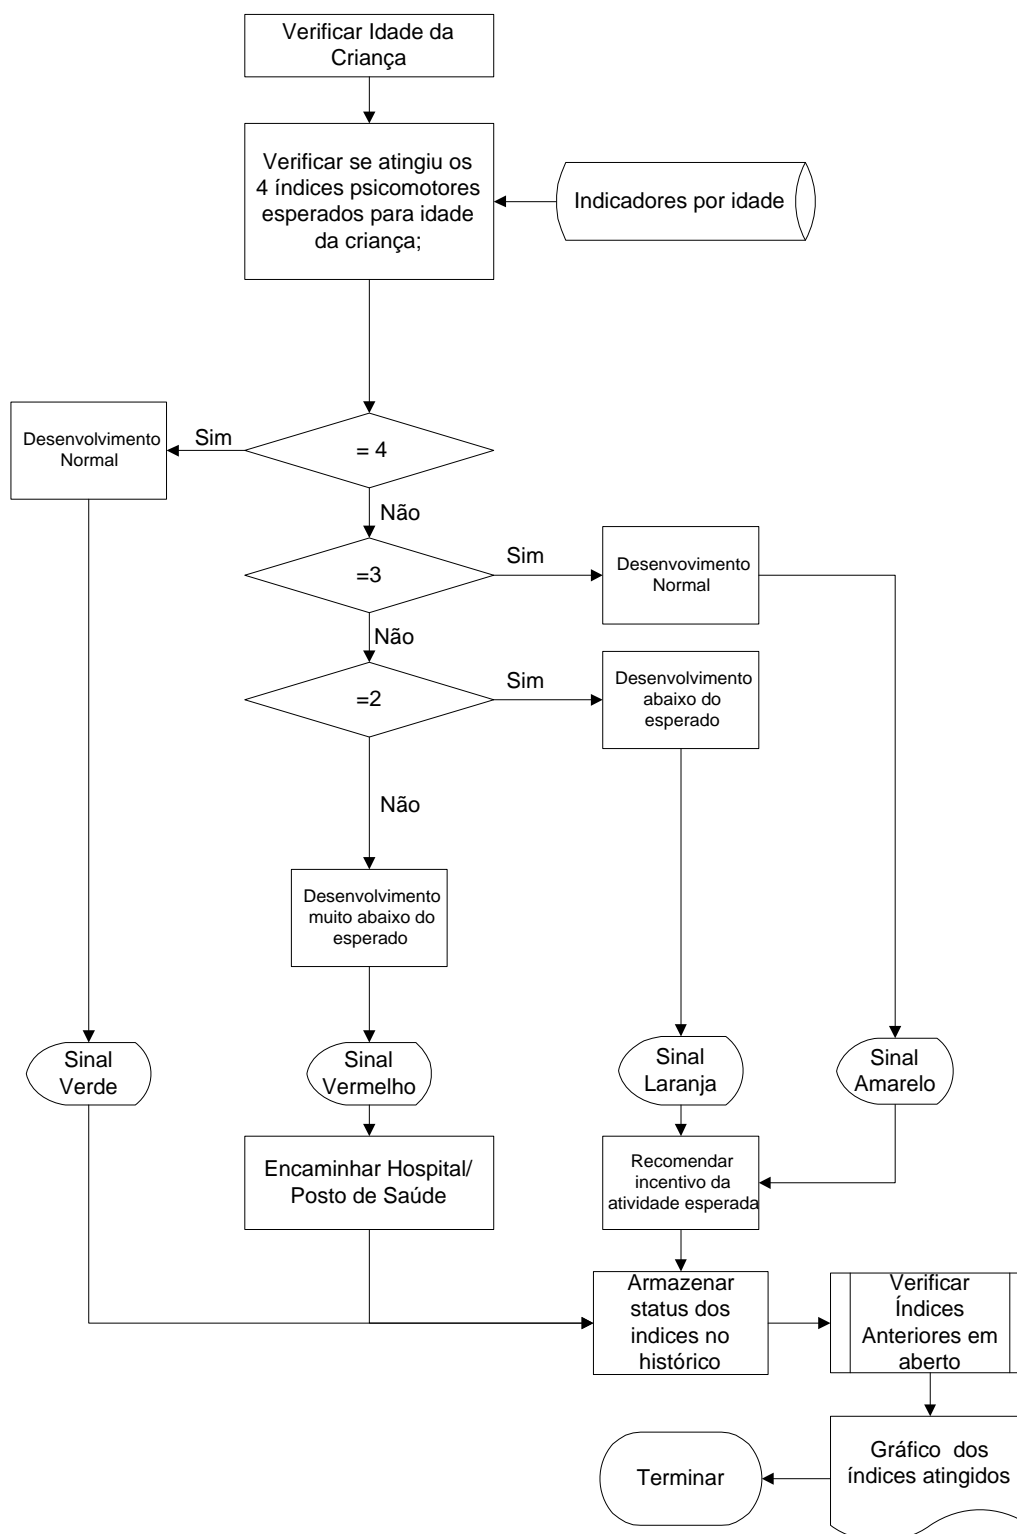 Verificar Idade da
Criança
Verificar se atingiu os
4 índices psicomotores
esperados para idade
da criança;
Indicadores por idade
Desenvolvimento
Normal
Sim
= 4
Não
=3
Sim
Desenvovimento
Normal
Não
=2
Sim
Desenvolvimento
abaixo do
esperado
Não
Desenvolvimento
muito abaixo do
esperado
Sinal
Verde
Sinal
Vermelho
Sinal
Laranja
Sinal
Amarelo
Encaminhar Hospital/
Posto de Saúde
Recomendar
incentivo da
atividade esperada
Armazenar
status dos
indices no
histórico
Verificar
Índices
Anteriores em
aberto
Gráfico dos
índices atingidos
Terminar